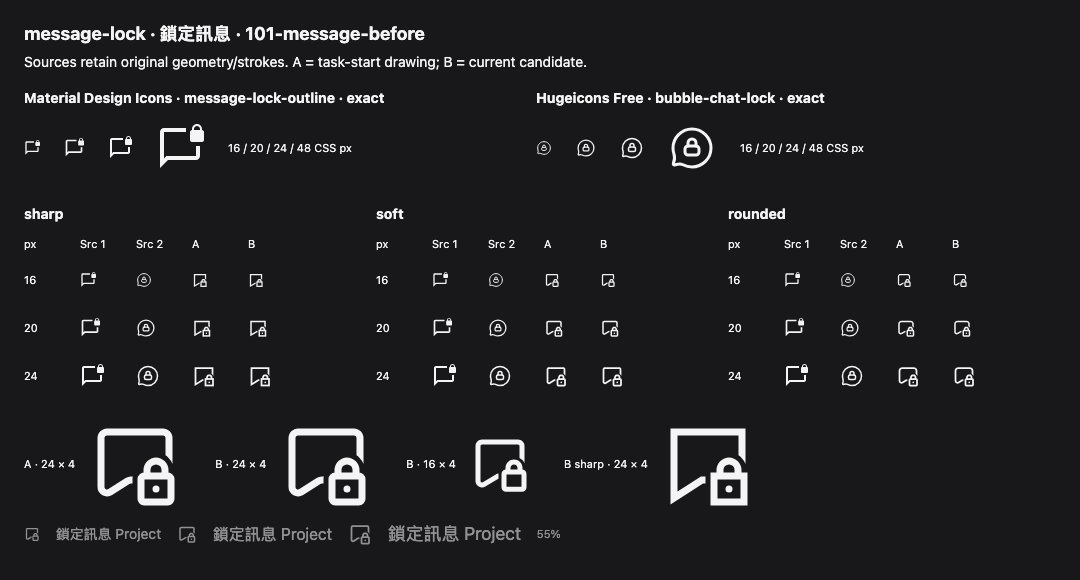 message-lock · 鎖定訊息 · 101-message-before
Sources retain original geometry/strokes. A = task-start drawing; B = current candidate.
Material Design Icons · message-lock-outline · exact
Hugeicons Free · bubble-chat-lock · exact
16 / 20 / 24 / 48 CSS px
16 / 20 / 24 / 48 CSS px
sharp
soft
rounded
px Src 1 Src 2 A B
px Src 1 Src 2 A B
px Src 1 Src 2 A B
16
16
16
20
20
20
24
24
24
A · 24 × 4
B · 24 × 4
B · 16 × 4
B sharp · 24 × 4
鎖定訊息 Project
鎖定訊息 Project
鎖定訊息 Project
55%